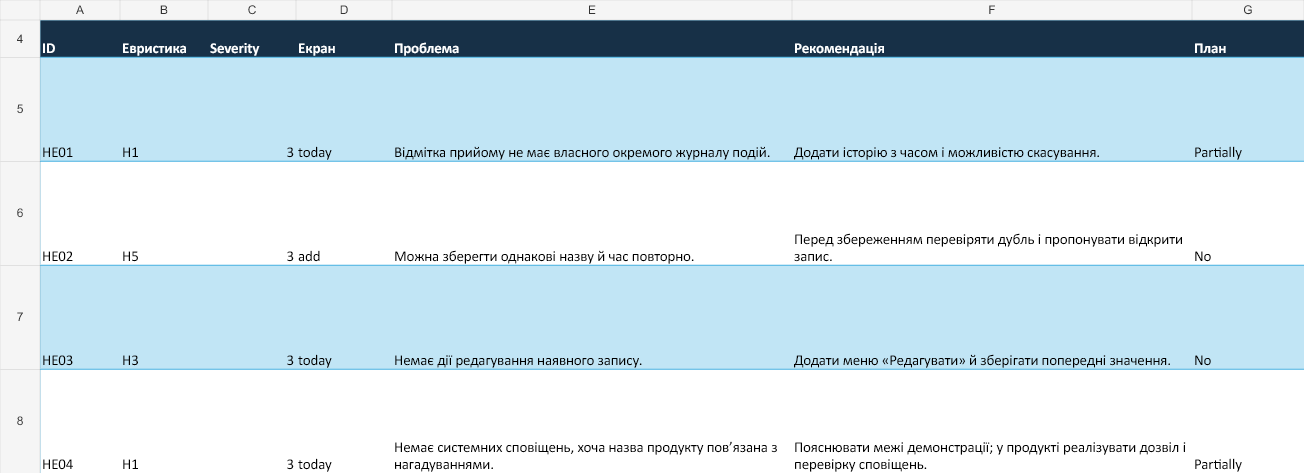 A B C D E F G
4 ID Евристика Severity Екран Проблема Рекомендація План
5 HE01 H1 3 today Відмітка прийому не має власного окремого журналу подій. Додати історію з часом і можливістю скасування. Partially
6 HE02 H5 3 add Можна зберегти однакові назву й час повторно. Перед збереженням перевіряти дубль і пропонувати відкрити
запис. No
7 HE03 H3 3 today Немає дії редагування наявного запису. Додати меню «Редагувати» й зберігати попередні значення. No
8 HE04 H1 3 today Немає системних сповіщень, хоча назва продукту пов’язана з
нагадуваннями. Пояснювати межі демонстрації; у продукті реалізувати дозвіл і
перевірку сповіщень. Partially